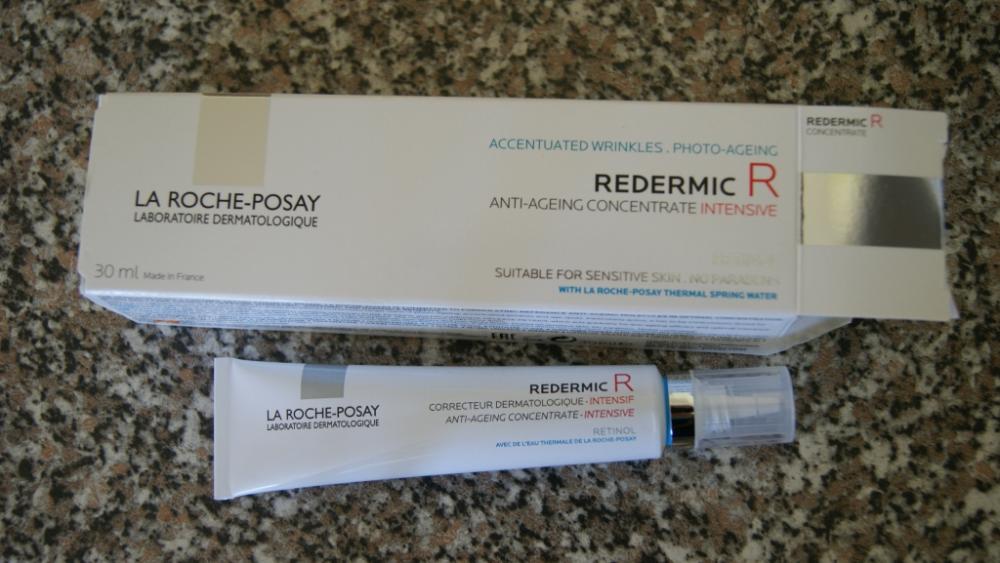 LA ROCHE-POSAY
LABORATOIRE DERMATOLOGIQUE
30 ml Made in France
ACCENTUATED WRINKLES . PHOTO-AGEING
REDERMIC R
ANTI-AGEING CONCENTRATE INTENSIVE
SUITABLE FOR SENSITIVE SKIN . NO PARABENS
WITH LA ROCHE-POSAY THERMAL SPRING WATER
REDERMIC R
CONCENTRATE
LA ROCHE-POSAY
LABORATOIRE DERMATOLOGIQUE
REDERMIC R
CORRECTEUR DERMATOLOGIQUE - INTENSIF
ANTI-AGEING CONCENTRATE - INTENSIVE
RETINOL
AVEC DE L'EAU THERMALE DE LA ROCHE-POSAY